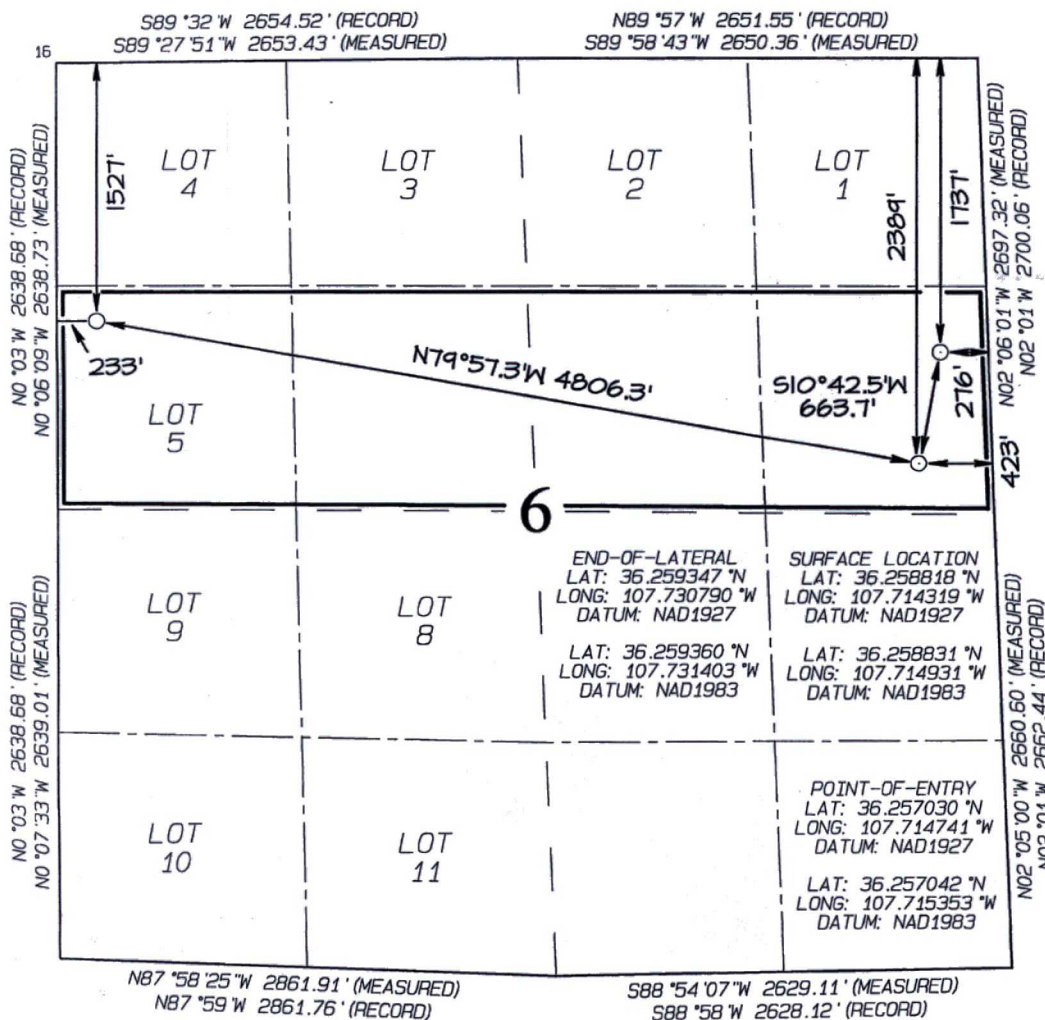 S89°32'W 2654.52' (RECORD)
S89°27'51"W 2653.43' (MEASURED)
N89°57'W 2651.55' (RECORD)
S89°58'43"W 2650.36' (MEASURED)
16
N0°03'W 2638.68' (RECORD)
N0°06'09"W 2638.73' (MEASURED)
N02°06'01"W 2697.32' (MEASURED)
N02°01'W 2700.06' (RECORD)
1527'
LOT
4
LOT
3
LOT
2
LOT
1
2389'
1737'
233'
N79°57.3'W 4806.3'
S10°42.5'W
663.7'
276'
423'
LOT
5
6
END-OF-LATERAL
LAT: 36.259347°N
LONG: 107.730790°W
DATUM: NAD1927
LAT: 36.259360°N
LONG: 107.731403°W
DATUM: NAD1983
SURFACE LOCATION
LAT: 36.258818°N
LONG: 107.714319°W
DATUM: NAD1927
LAT: 36.258831°N
LONG: 107.714931°W
DATUM: NAD1983
LOT
9
LOT
8
N0°03'W 2638.68' (RECORD)
N0°07'33"W 2639.01' (MEASURED)
N02°05'00"W 2660.60' (MEASURED)
N02°01'W 2662.44' (RECORD)
POINT-OF-ENTRY
LAT: 36.257030°N
LONG: 107.714741°W
DATUM: NAD1927
LAT: 36.257042°N
LONG: 107.715353°W
DATUM: NAD1983
LOT
10
LOT
11
N87°58'25"W 2861.91' (MEASURED)
N87°59'W 2861.76' (RECORD)
S88°54'07"W 2629.11' (MEASURED)
S88°58'W 2628.12' (RECORD)